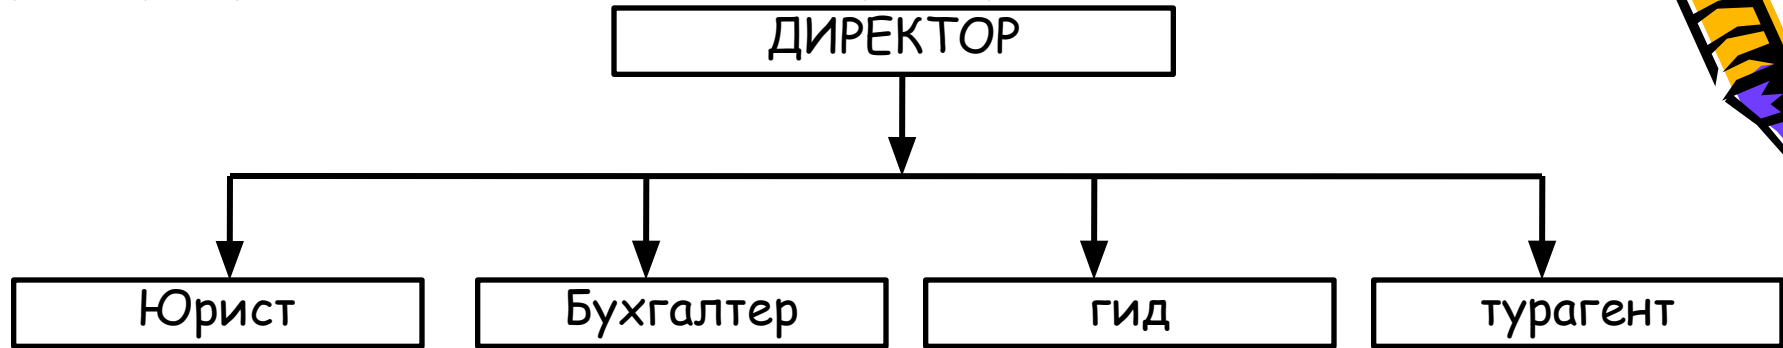 ДИРЕКТОР
Юрист
Бухгалтер
гид
турагент